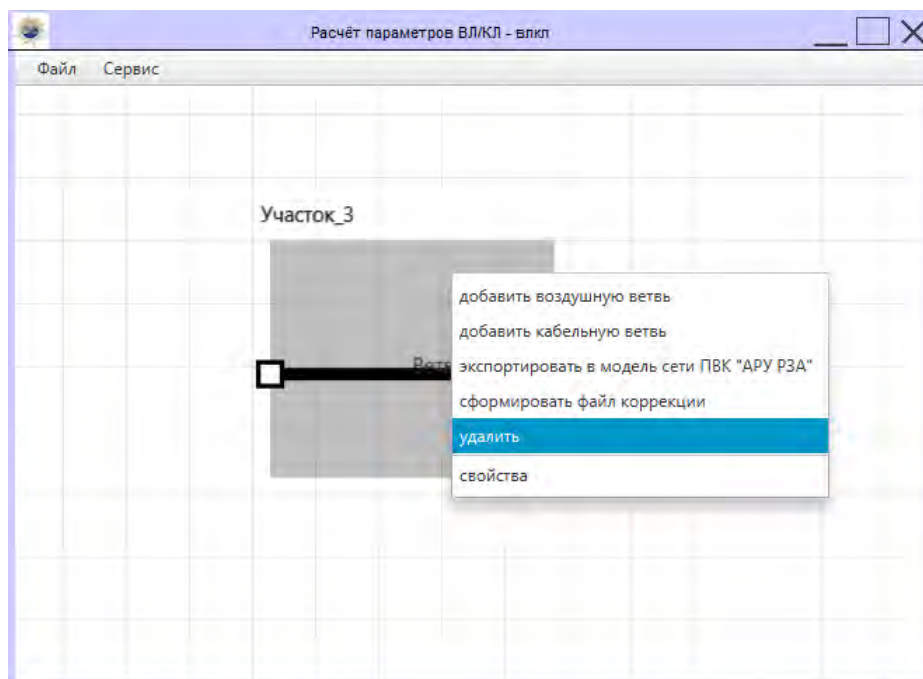 Расчёт параметров ВЛ/КЛ - влкл
Файл Сервис
Участок_3
добавить воздушную ветвь
добавить кабельную ветвь
экспортировать в модель сети ПВК "АРУ РЗА"
сформировать файл коррекции
удалить
свойства